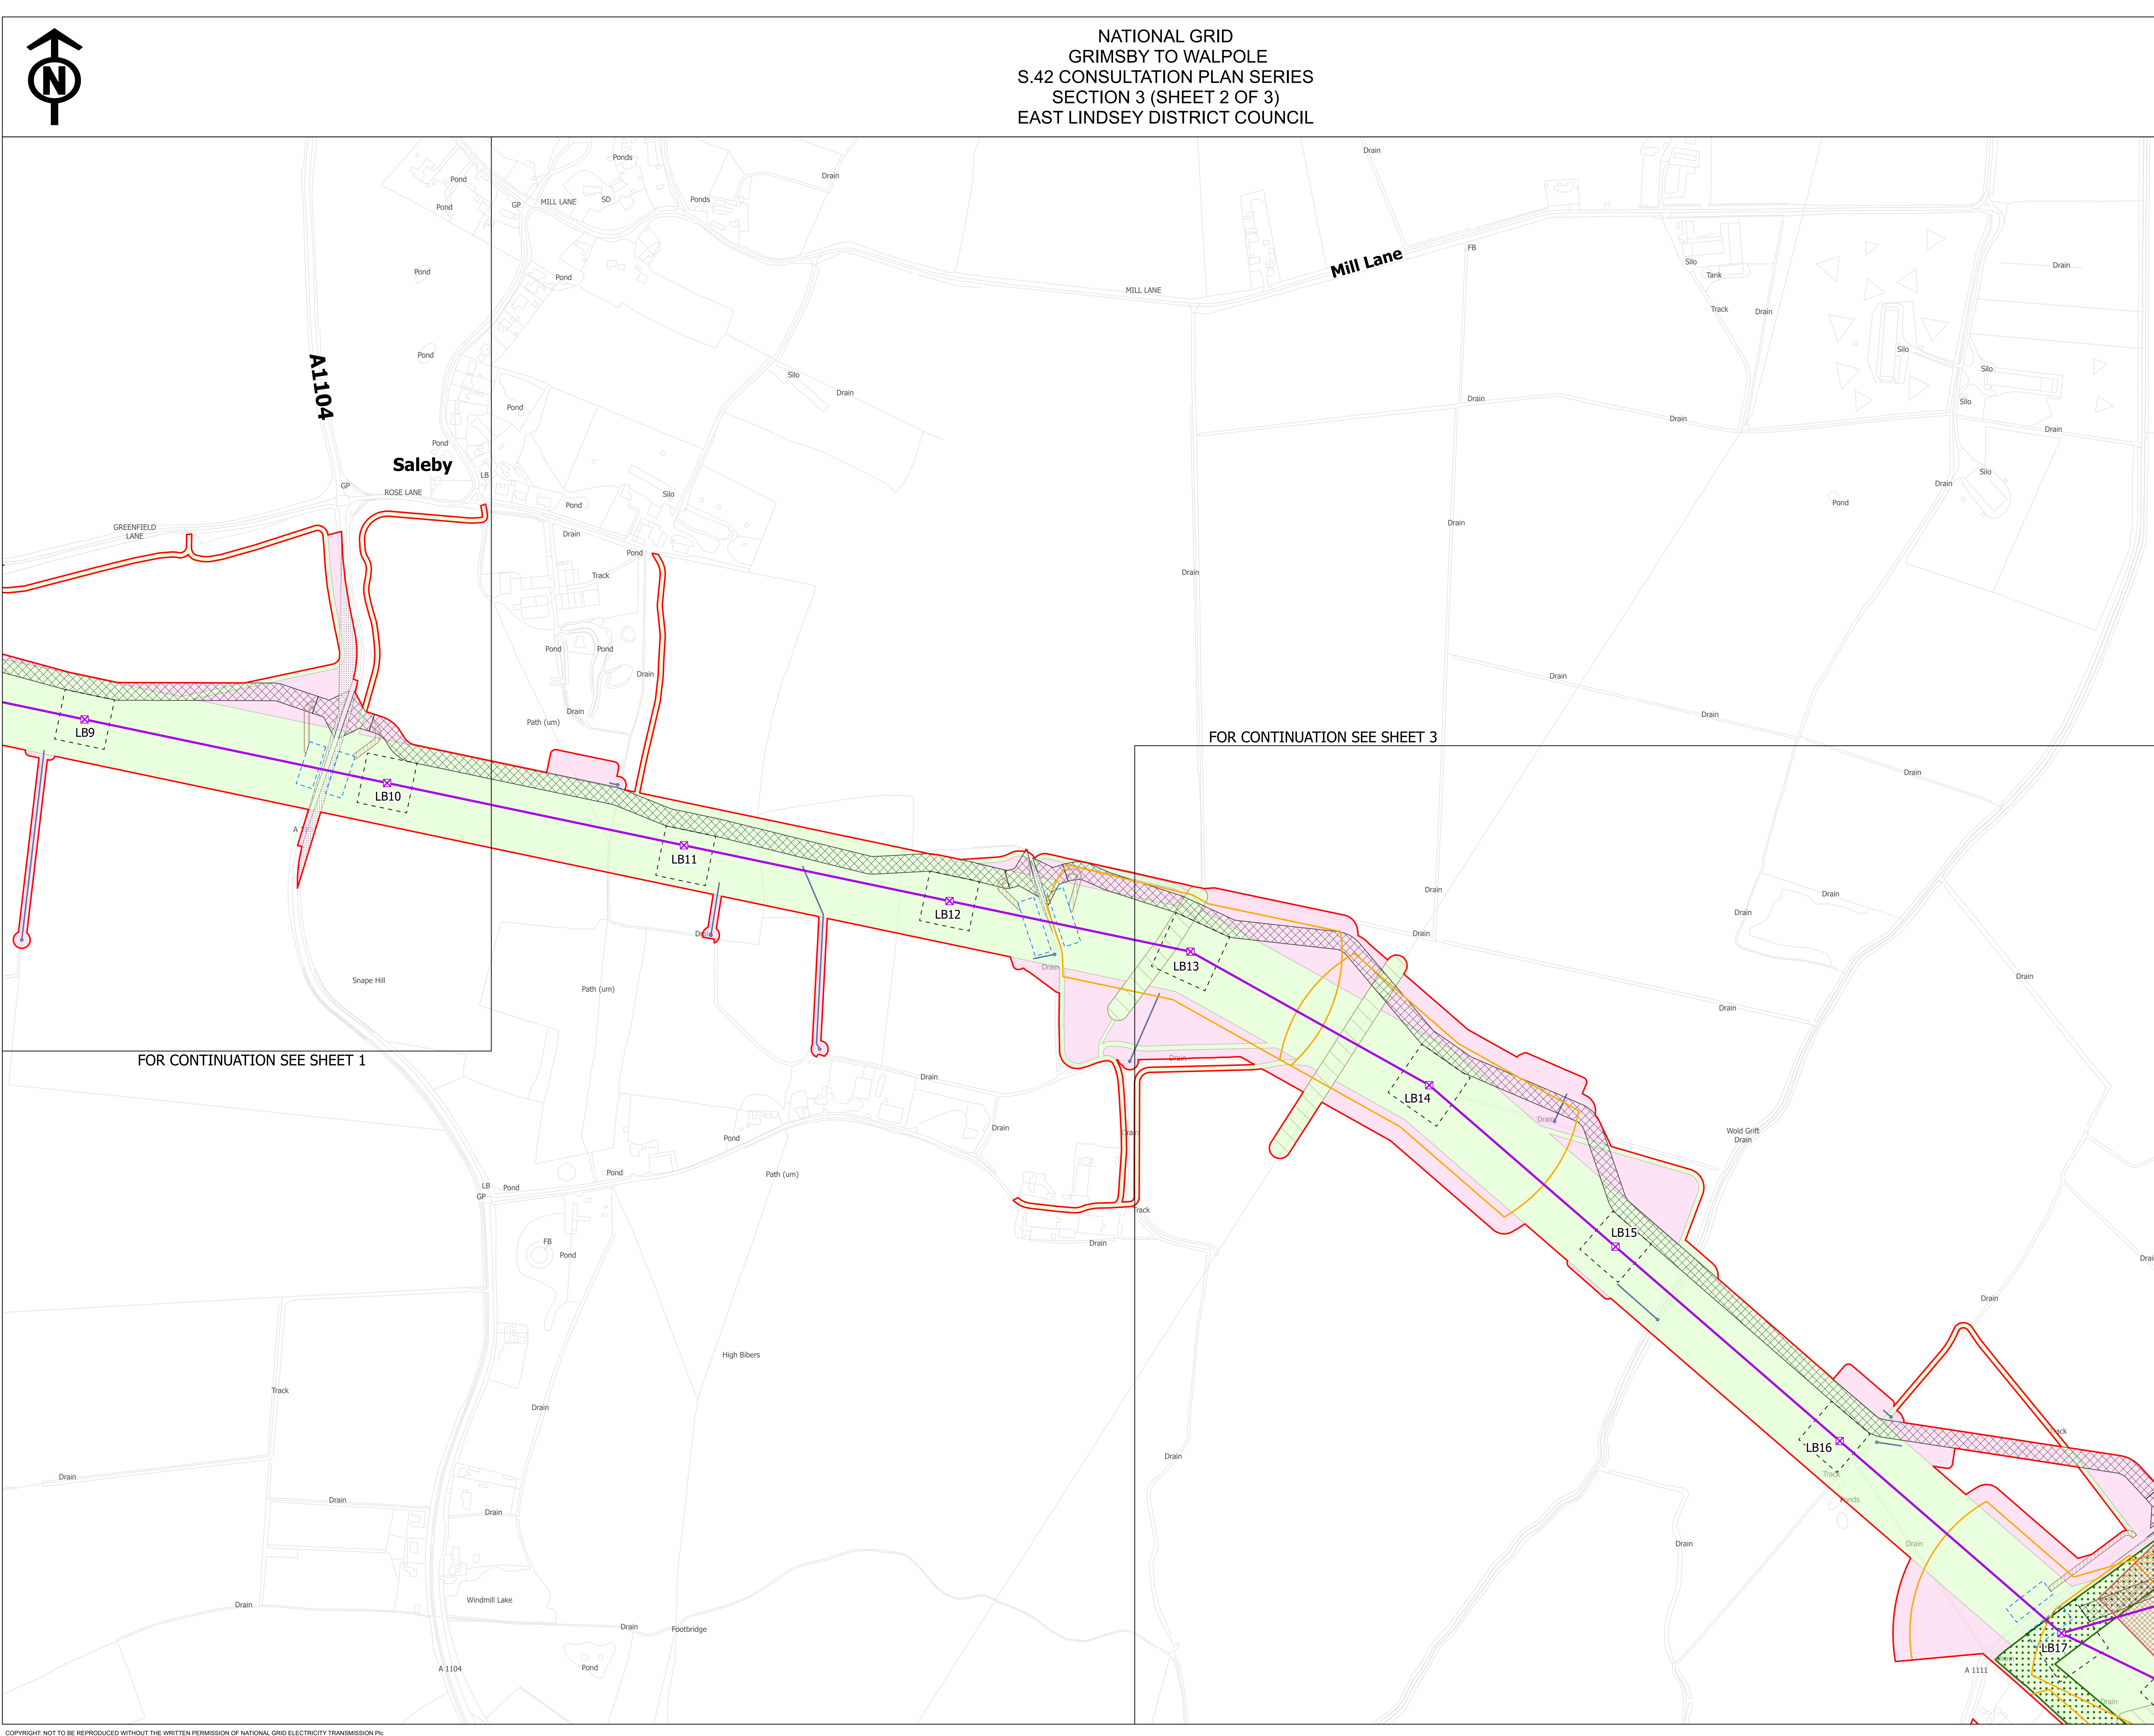 N
NATIONAL GRID
GRIMSBY TO WALPOLE
S.42 CONSULTATION PLAN SERIES
SECTION 3 (SHEET 2 OF 3)
EAST LINDSEY DISTRICT COUNCIL
Drain
Ponds
Drain
Pond
Ponds
SD
MILL LANE
GP
Pond
FB
Mill Lane
Silo
Drain
Pond
Pond
Tank
MILL LANE
Track
Drain
Silo
Pond
Silo
A1104
Silo
Drain
Drain
Silo
Pond
Drain
Drain
Pond
Saleby
Silo
LB
Drain
GP
ROSE LANE
Silo
Pond
Pond
GREENFIELD
LANE
Drain
Drain
Pond
Drain
Track
Pond
Pond
Drain
Drain
Drain
Drain
Path (um)
LB9
FOR CONTINUATION SEE SHEET 3
Drain
LB10
LB11
Drain
Drain
LB12
Drain
Drain
Drain
LB13
Drain
Drain
Snape Hill
Path (um)
Drain
FOR CONTINUATION SEE SHEET 1
Drain
Drain
LB14
Drain
Drain
Drain
Wold Grift
Drain
Pond
Pond
Path (um)
LB
Pond
GP
Track
LB15
FB
Pond
Drain
Drain
High Bibers
Track
Drain
LB16
Drain
Track
Drain
Ponds
Drain
Drain
Drain
Drain
Windmill Lake
Drain
Drain
Footbridge
LB17
A 1104
Pond
A 1111
Drain
COPYRIGHT: NOT TO BE REPRODUCED WITHOUT THE WRITTEN PERMISSION OF NATIONAL GRID ELECTRICITY TRANSMISSION Plc